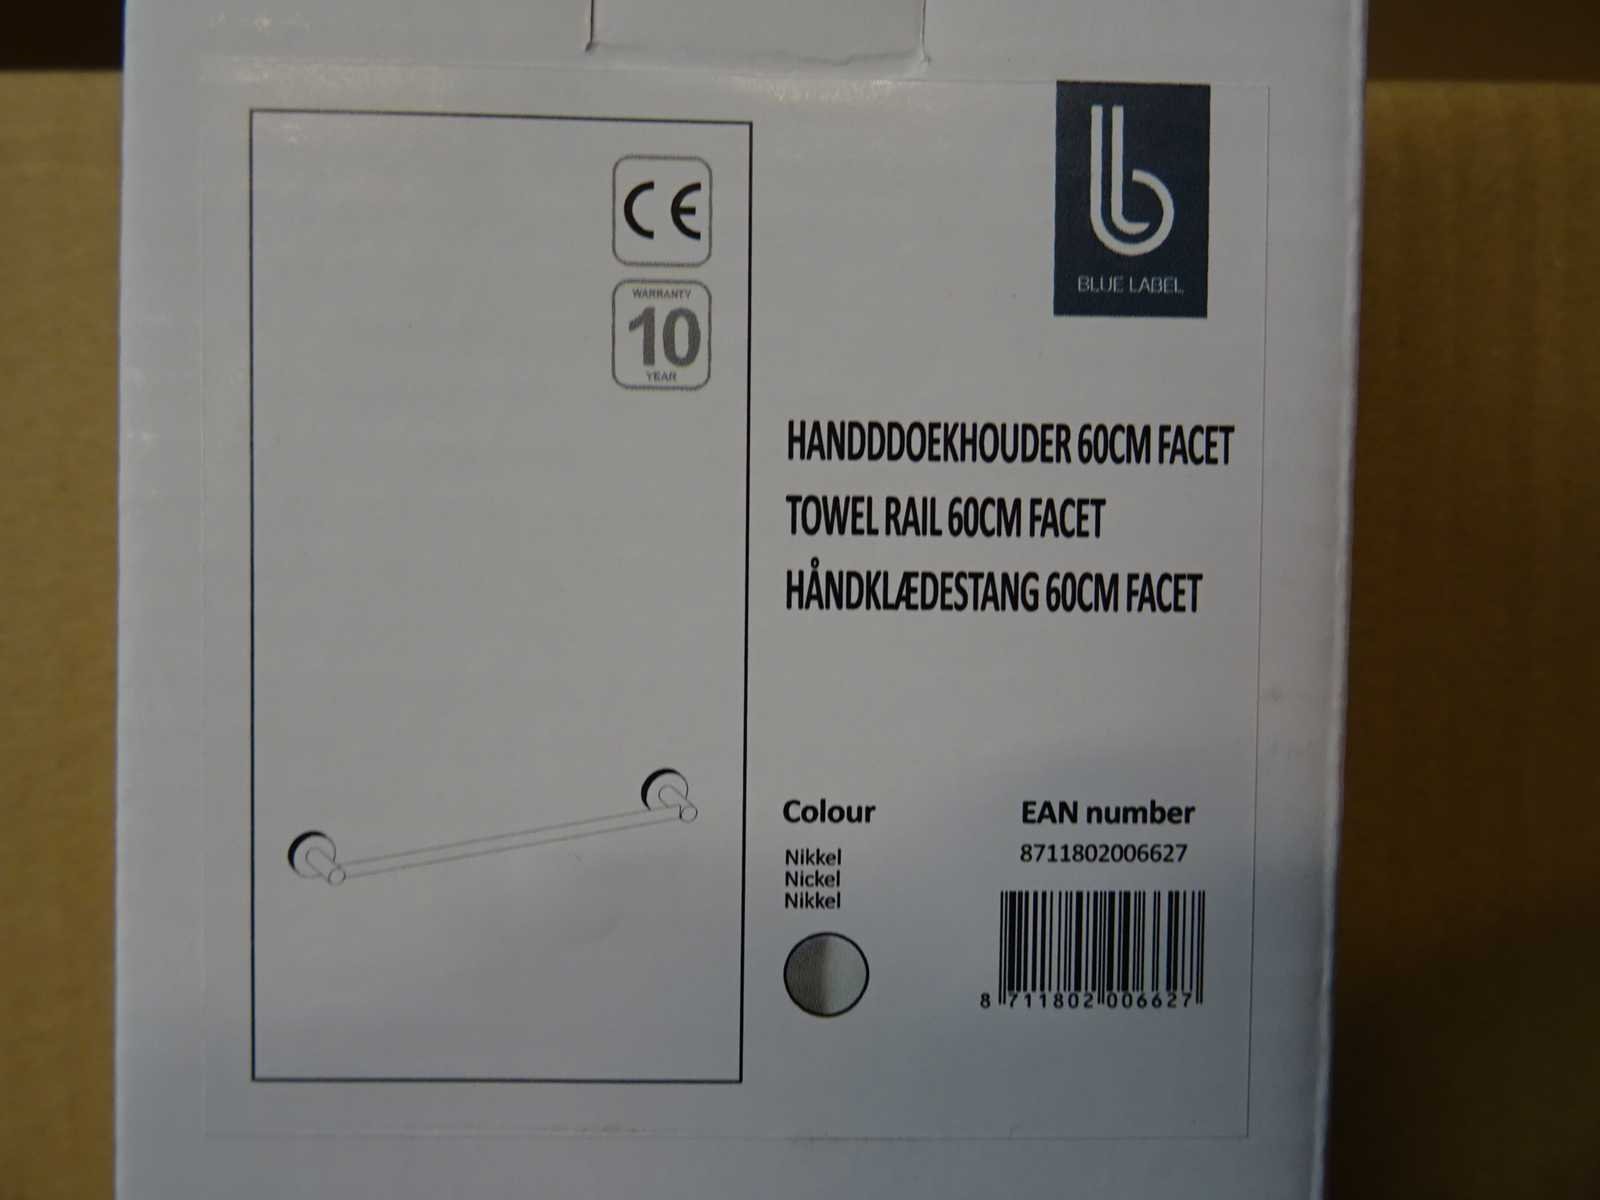 CE
WARRANTY
10
YEAR
b
BLUE LABEL
HANDDDOEKHOUDER 60CM FACET
TOWEL RAIL 60CM FACET
HÅNDKLÆDESTANG 60CM FACET
Colour
Nikkel
Nickel
Nikkel
EAN number
8711802006627
8 711802 006627